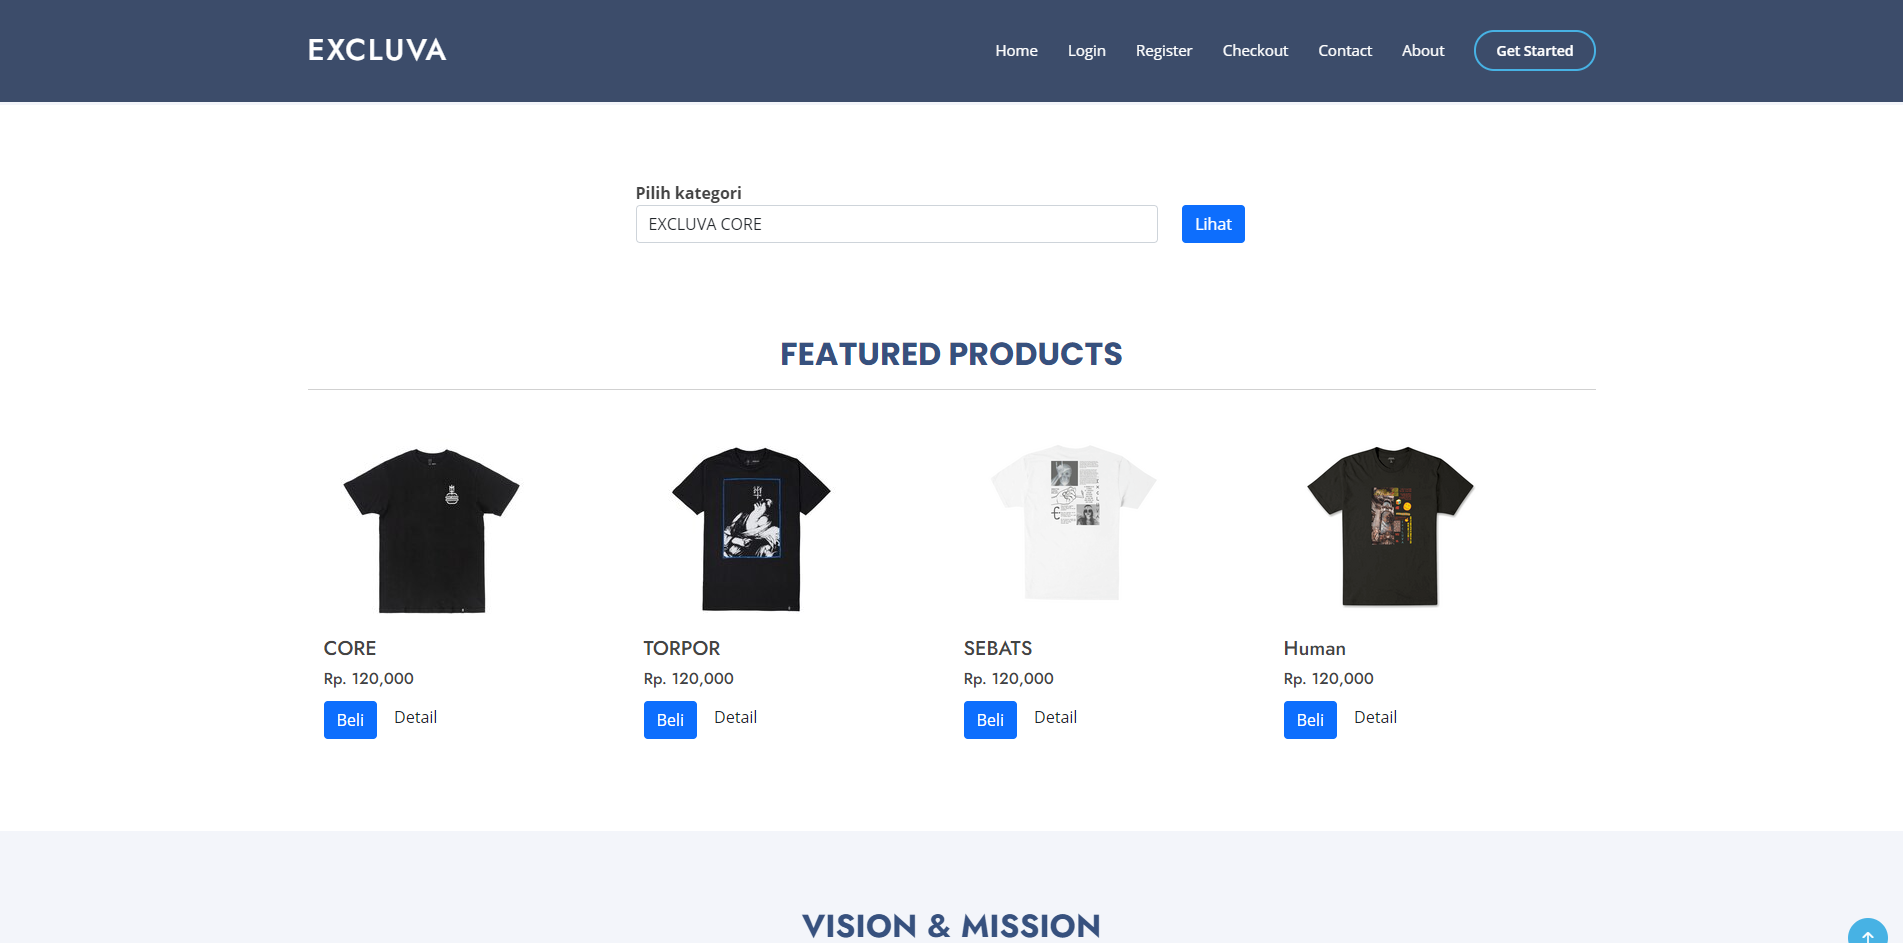 EXCLUVA
Home Login Register Checkout Contact About Get Started
Pilih kategori
EXCLUVA CORE Lihat
FEATURED PRODUCTS
CORE
Rp. 120,000
Beli Detail
TORPOR
Rp. 120,000
Beli Detail
SEBATS
Rp. 120,000
Beli Detail
Human
Rp. 120,000
Beli Detail
VISION & MISSION